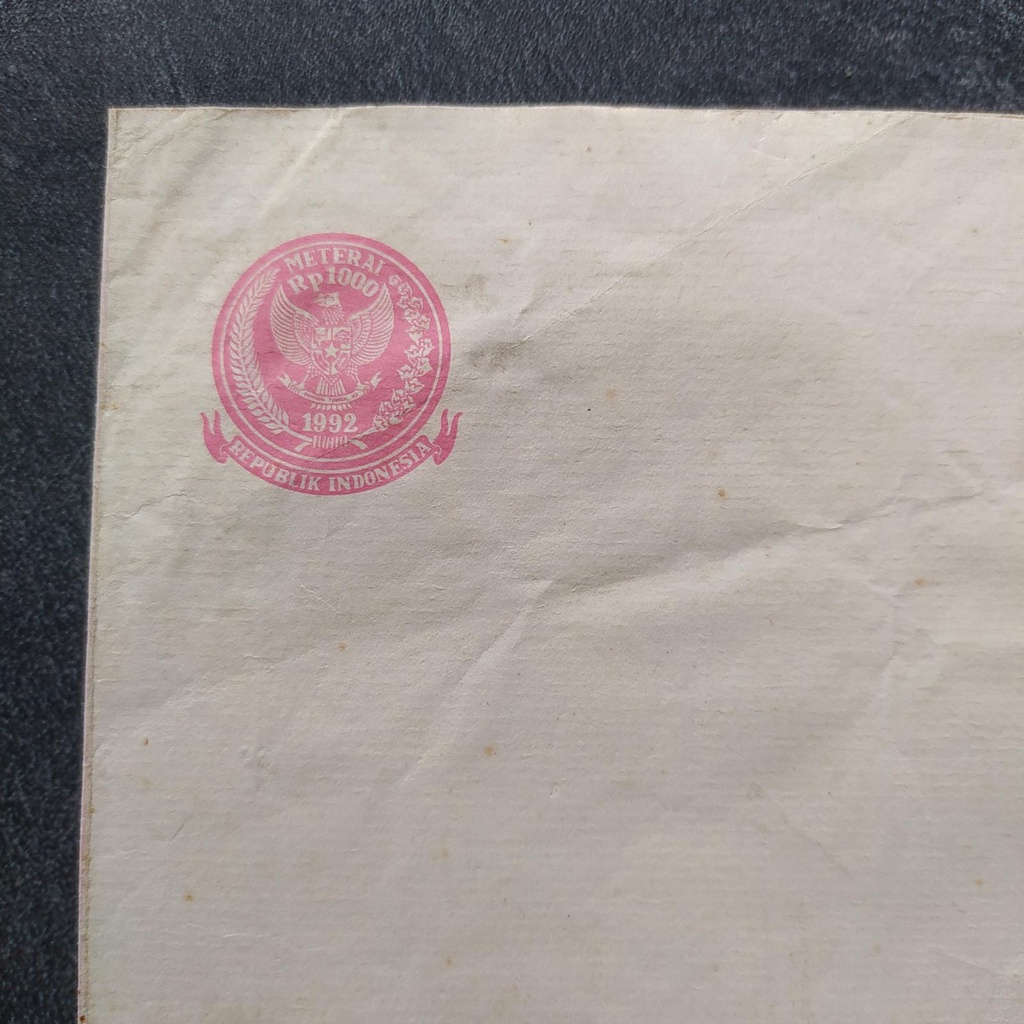 METERAI
Rp1000
1992
REPUBLIK INDONESIA